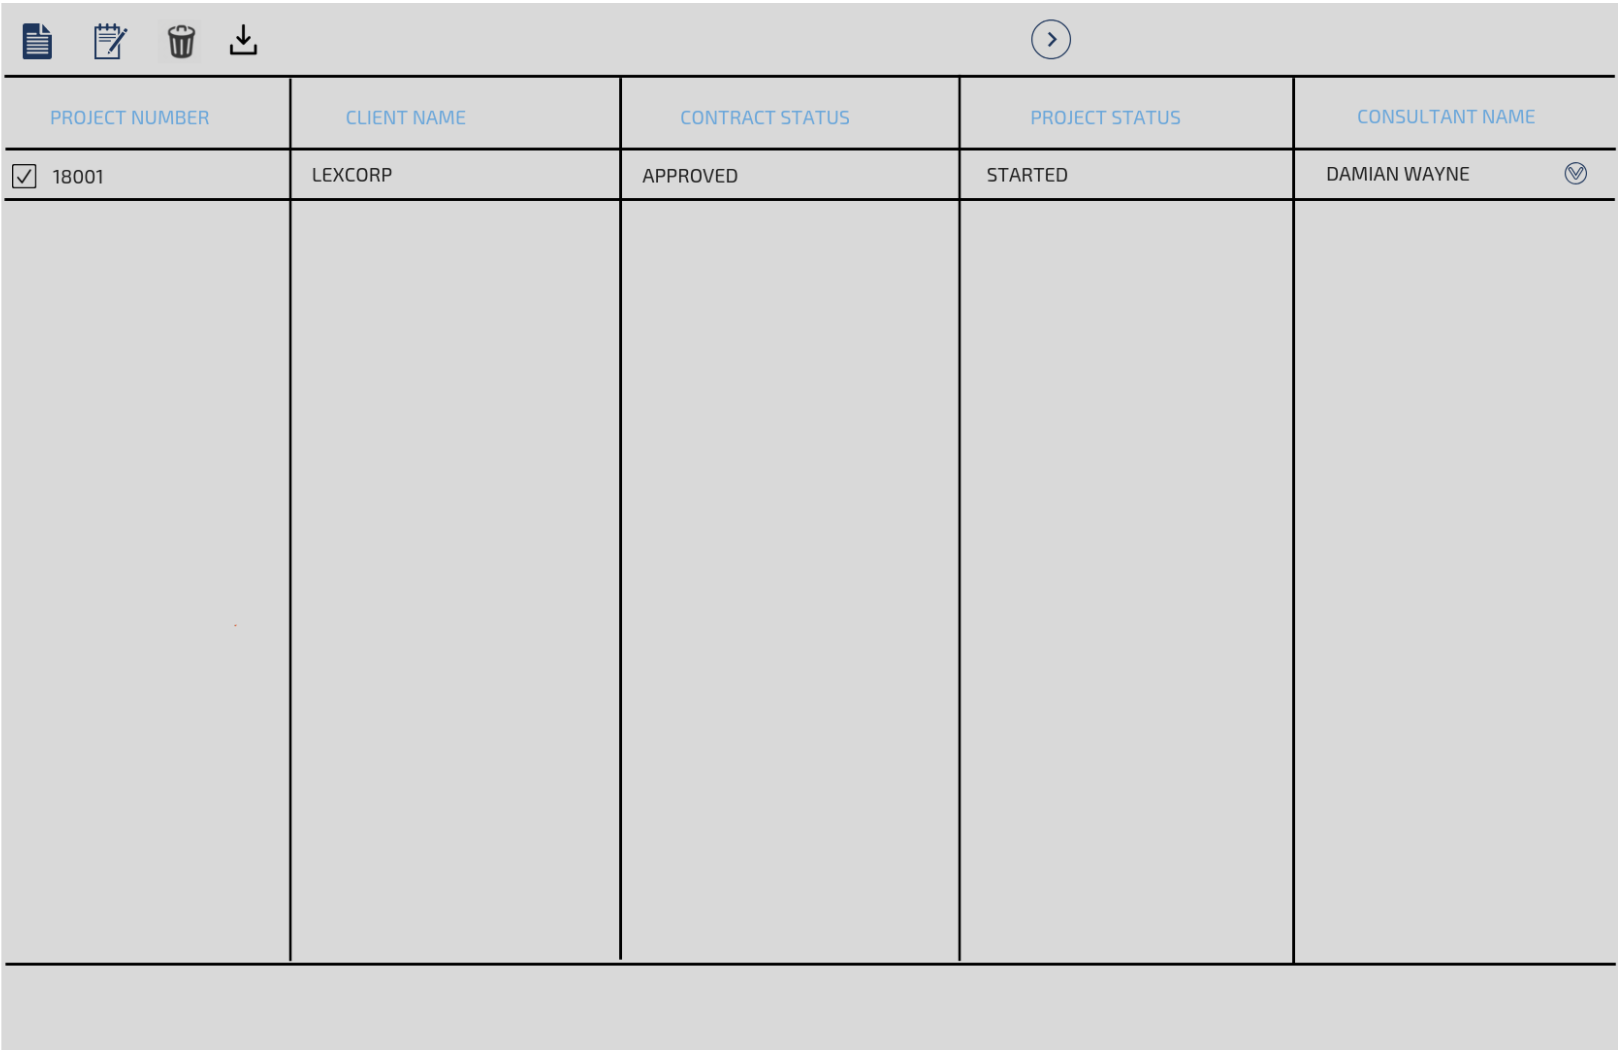 PROJECT NUMBER CLIENT NAME CONTRACT STATUS PROJECT STATUS CONSULTANT NAME
18001 LEXCORP APPROVED STARTED DAMIAN WAYNE